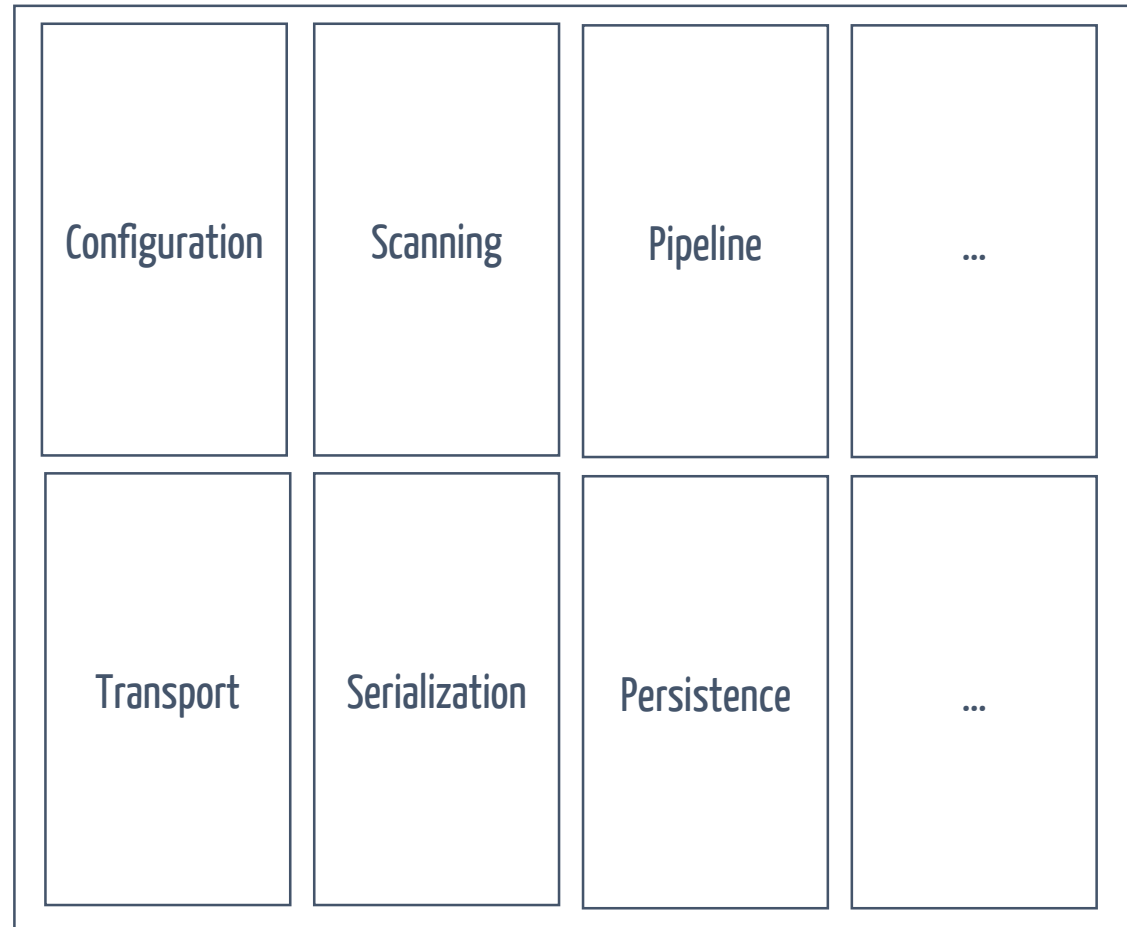 Configuration
Scanning
Pipeline
...
Transport
Serialization
Persistence
...